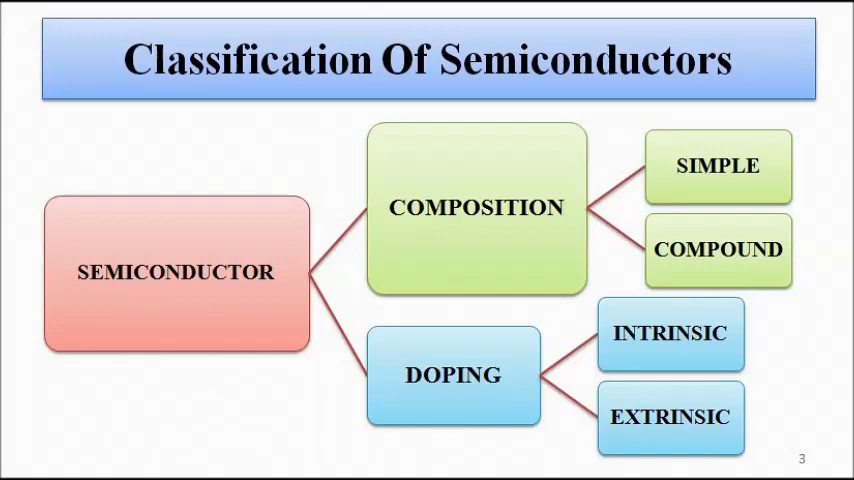 Classification Of Semiconductors
SEMICONDUCTOR
COMPOSITION
SIMPLE
COMPOUND
DOPING
INTRINSIC
EXTRINSIC
3